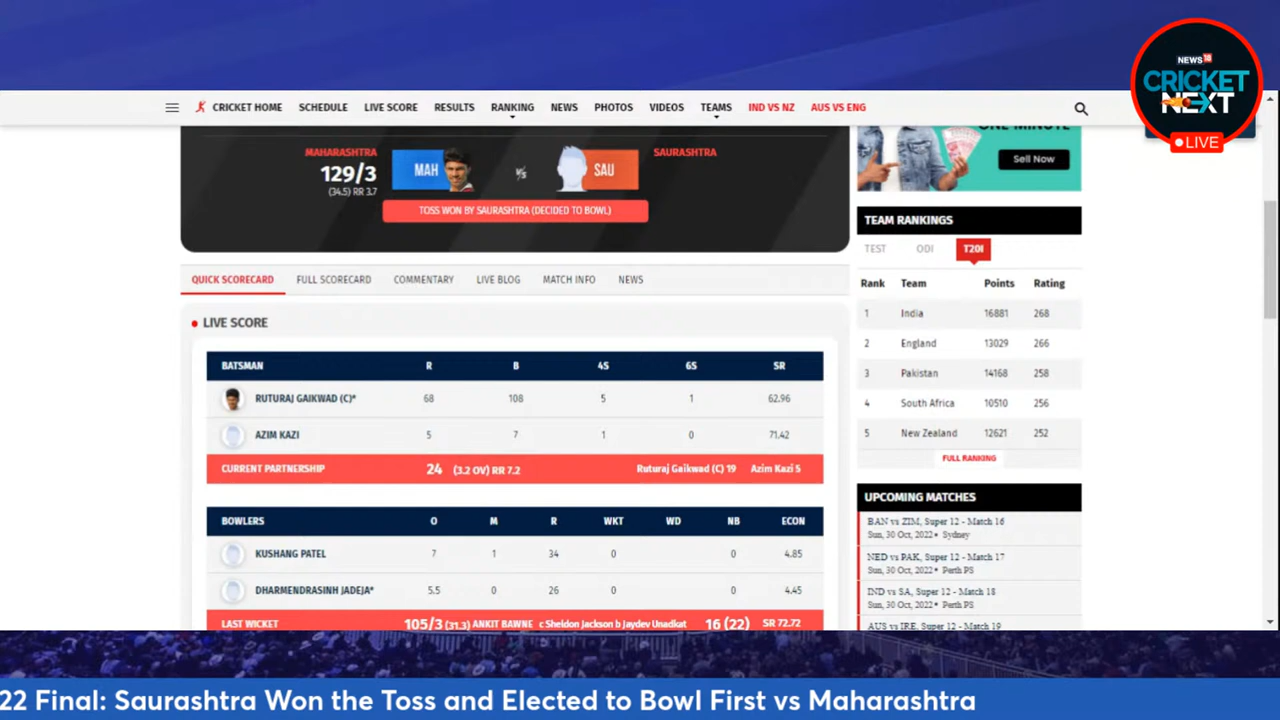 NEWS18
CRICKET
NEXT
LIVE
CRICKET HOME SCHEDULE LIVE SCORE RESULTS RANKING NEWS PHOTOS VIDEOS TEAMS IND VS NZ AUS VS ENG
ONE MINUTE
Sell Now
MAHARASHTRA
129/3
(34.5) RR 3.7
MAH
V/S
SAU
SAURASHTRA
TOSS WON BY SAURASHTRA (DECIDED TO BOWL)
QUICK SCORECARD FULL SCORECARD COMMENTARY LIVE BLOG MATCH INFO NEWS
LIVE SCORE
BATSMAN R B 4S 6S SR
RUTURAJ GAIKWAD (C)* 68 108 5 1 62.96
AZIM KAZI 5 7 1 0 71.42
CURRENT PARTNERSHIP 24 (3.2 OV) RR 7.2 Ruturaj Gaikwad (C) 19 Azim Kazi 5
BOWLERS O M R WKT WD NB ECON
KUSHANG PATEL 7 1 34 0 0 4.85
DHARMENDRASINH JADEJA* 5.5 0 26 0 0 4.45
LAST WICKET 105/3 (31.3) ANKIT BAWNE c Sheldon Jackson b Jaydev Unadkat 16 (22) SR 72.72
TEAM RANKINGS
TEST ODI T20I
Rank Team Points Rating
1 India 16881 268
2 England 13029 266
3 Pakistan 14168 258
4 South Africa 10510 256
5 New Zealand 12621 252
FULL RANKING
UPCOMING MATCHES
BAN vs ZIM, Super 12 - Match 16
Sun, 30 Oct, 2022 • Sydney
NED vs PAK, Super 12 - Match 17
Sun, 30 Oct, 2022 • Perth PS
IND vs SA, Super 12 - Match 18
Sun, 30 Oct, 2022 • Perth PS
AUS vs IRE, Super 12 - Match 19
22 Final: Saurashtra Won the Toss and Elected to Bowl First vs Maharashtra